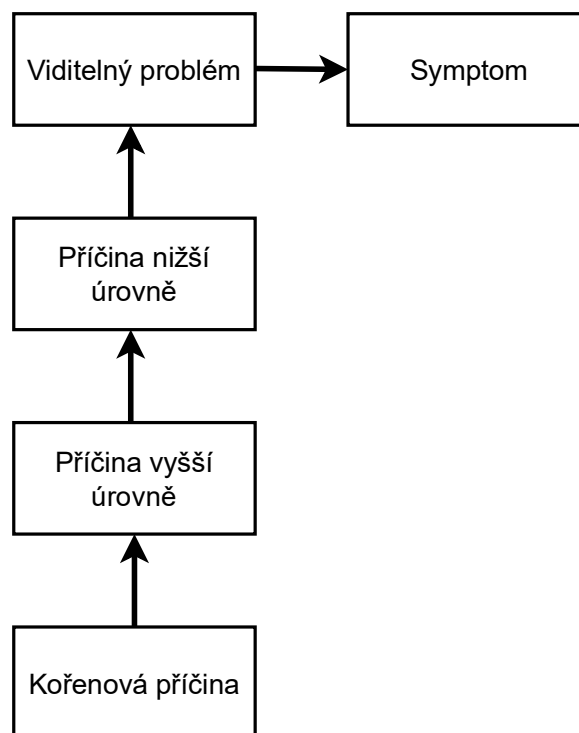 Viditelný problém
Symptom
Příčina nižší
úrovně
Příčina vyšší
úrovně
Kořenová příčina